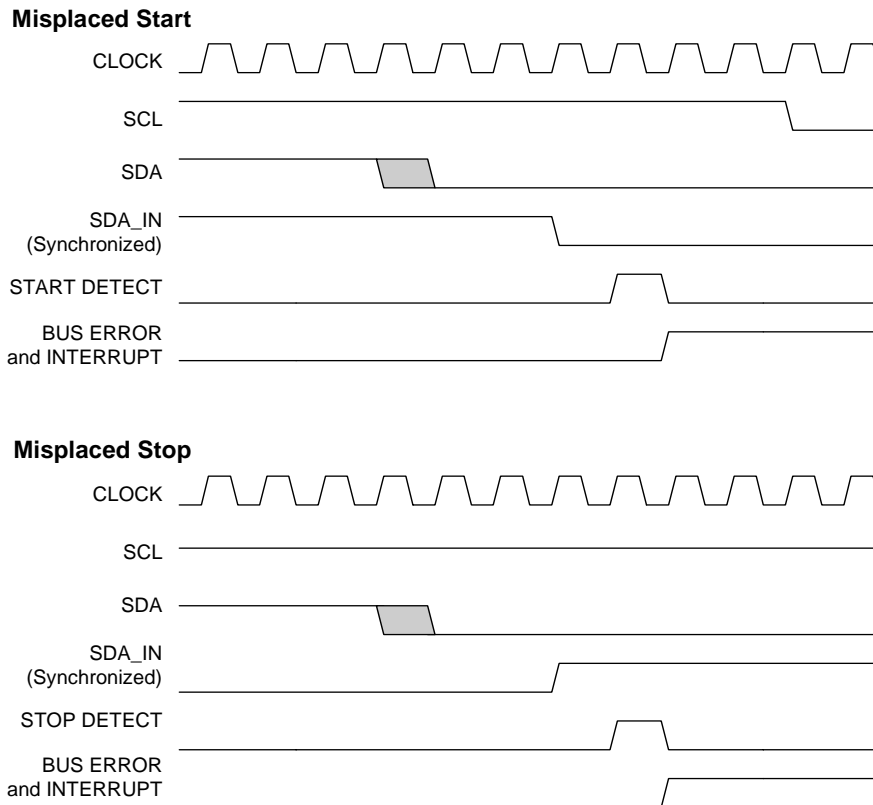 Misplaced Start
CLOCK
SCL
SDA
SDA_IN
(Synchronized)
START DETECT
BUS ERROR
and INTERRUPT
Misplaced Stop
CLOCK
SCL
SDA
SDA_IN
(Synchronized)
STOP DETECT
BUS ERROR
and INTERRUPT